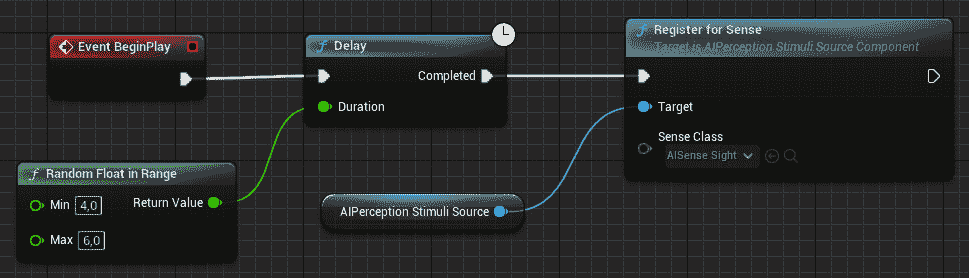 Event BeginPlay
f Delay
Completed
Duration
f Register for Sense
Target is AIPerception Stimuli Source Component
Target
Sense Class
AISense Sight
f Random Float in Range
Min 4,0
Return Value
Max 6,0
AIPerception Stimuli Source